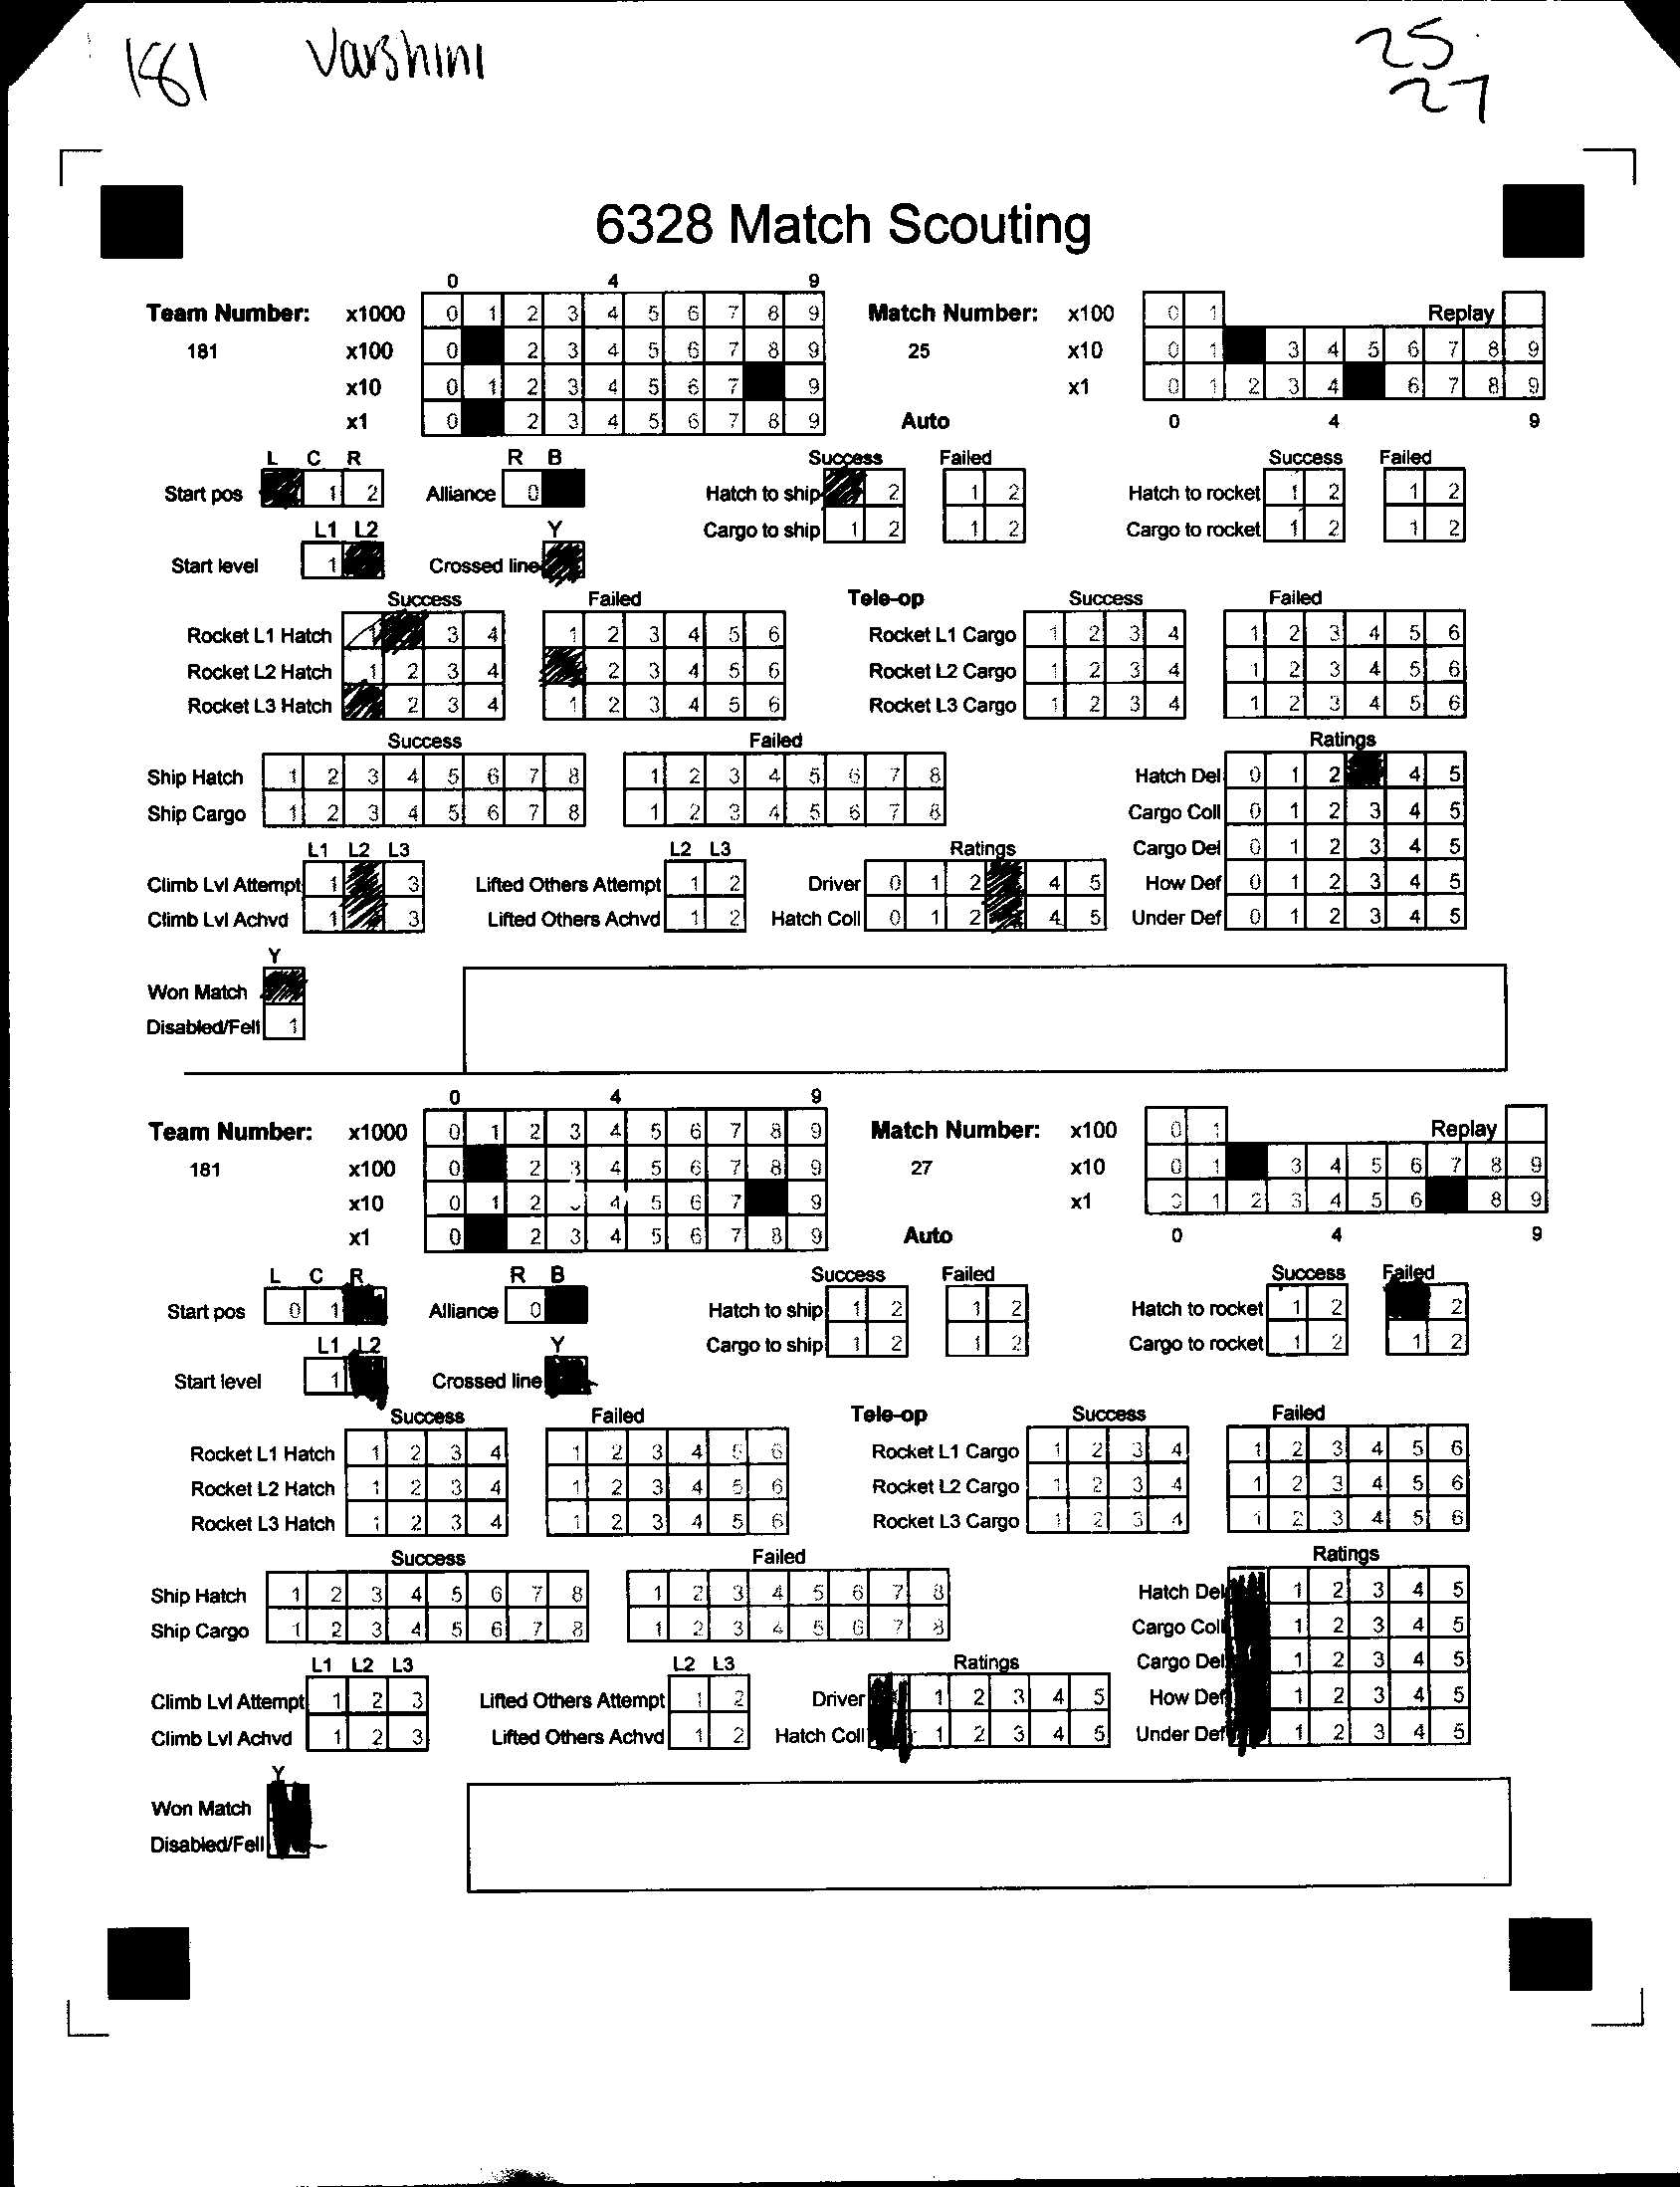 181 Varshini 25
27
6328 Match Scouting
0 4 9
Team Number: x1000 0 1 2 3 4 5 6 7 8 9 Match Number: x100 0 1 Replay
181 x100 0 2 3 4 5 6 7 8 9 25 x10 0 1 3 4 5 6 7 8 9
x10 0 1 2 3 4 5 6 7 9 x1 0 1 2 3 4 6 7 8 9
x1 0 2 3 4 5 6 7 8 9 Auto 0 4 9
L C R R B Success Failed Success Failed
Start pos 1 2 Alliance 0 Hatch to ship 2 1 2 Hatch to rocket 1 2 1 2
L1 L2 Y Cargo to ship 1 2 1 2 Cargo to rocket 1 2 1 2
Start level 1 Crossed line
Success Failed Tele-op Success Failed
Rocket L1 Hatch 1 3 4 1 2 3 4 5 6 Rocket L1 Cargo 1 2 3 4 1 2 3 4 5 6
Rocket L2 Hatch 1 2 3 4 2 3 4 5 6 Rocket L2 Cargo 1 2 3 4 1 2 3 4 5 6
Rocket L3 Hatch 2 3 4 1 2 3 4 5 6 Rocket L3 Cargo 1 2 3 4 1 2 3 4 5 6
Success Failed Ratings
Ship Hatch 1 2 3 4 5 6 7 8 1 2 3 4 5 6 7 8 Hatch Del 0 1 2 4 5
Ship Cargo 1 2 3 4 5 6 7 8 1 2 3 4 5 6 7 8 Cargo Coll 0 1 2 3 4 5
L1 L2 L3 L2 L3 Ratings Cargo Del 0 1 2 3 4 5
Climb Lvl Attempt 1 3 Lifted Others Attempt 1 2 Driver 0 1 2 4 5 How Def 0 1 2 3 4 5
Climb Lvl Achvd 1 3 Lifted Others Achvd 1 2 Hatch Coll 0 1 2 4 5 Under Def 0 1 2 3 4 5
Y
Won Match
Disabled/Fell 1
0 4 9
Team Number: x1000 0 1 2 3 4 5 6 7 8 9 Match Number: x100 0 1 Replay
181 x100 0 2 3 4 5 6 7 8 9 27 x10 0 1 3 4 5 6 7 8 9
x10 0 1 2 4 5 6 7 9 x1 0 1 2 3 4 5 6 8 9
x1 0 2 3 4 5 6 7 8 9 Auto 0 4 9
L C R R B Success Failed Success Failed
Start pos 0 1 Alliance 0 Hatch to ship 1 2 1 2 Hatch to rocket 1 2 2
L1 L2 Y Cargo to ship 1 2 1 2 Cargo to rocket 1 2 1 2
Start level 1 Crossed line
Success Failed Tele-op Success Failed
Rocket L1 Hatch 1 2 3 4 1 2 3 4 5 6 Rocket L1 Cargo 1 2 3 4 1 2 3 4 5 6
Rocket L2 Hatch 1 2 3 4 1 2 3 4 5 6 Rocket L2 Cargo 1 2 3 4 1 2 3 4 5 6
Rocket L3 Hatch 1 2 3 4 1 2 3 4 5 6 Rocket L3 Cargo 1 2 3 4 1 2 3 4 5 6
Success Failed Ratings
Ship Hatch 1 2 3 4 5 6 7 8 1 2 3 4 5 6 7 8 Hatch Del 1 2 3 4 5
Ship Cargo 1 2 3 4 5 6 7 8 1 2 3 4 5 6 7 8 Cargo Coll 1 2 3 4 5
L1 L2 L3 L2 L3 Ratings Cargo Del 1 2 3 4 5
Climb Lvl Attempt 1 2 3 Lifted Others Attempt 1 2 Driver 1 2 3 4 5 How Def 1 2 3 4 5
Climb Lvl Achvd 1 2 3 Lifted Others Achvd 1 2 Hatch Coll 1 2 3 4 5 Under Def 1 2 3 4 5
Y
Won Match
Disabled/Fell